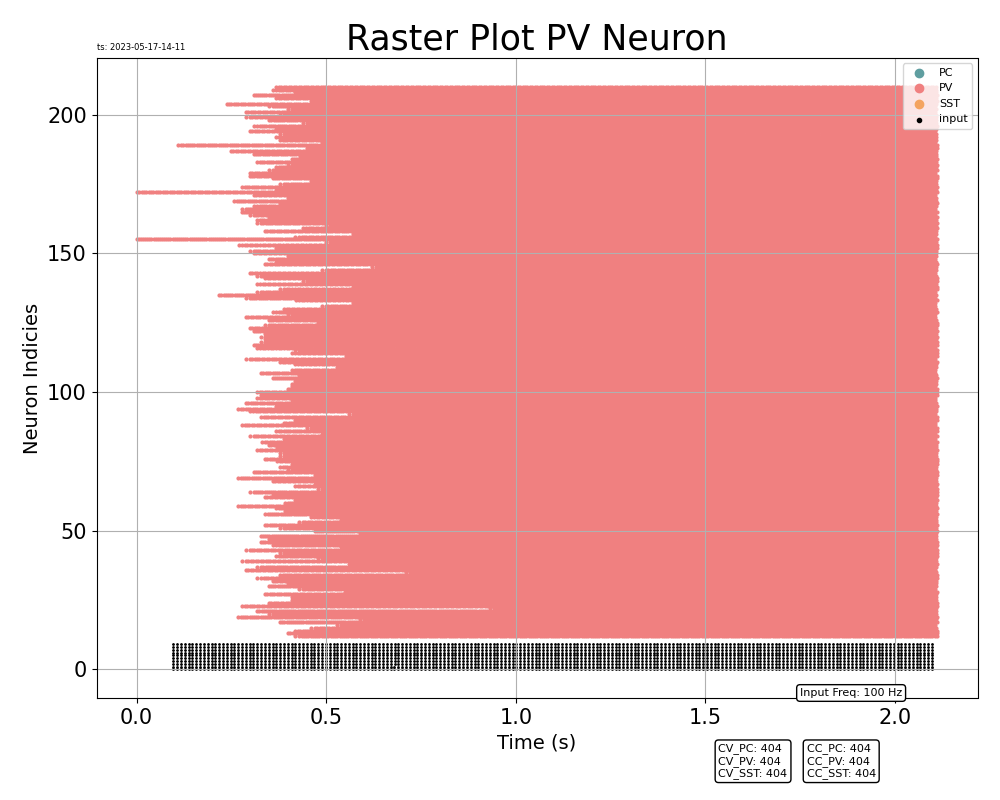 Raster Plot PV Neuron
ts: 2023-05-17-14-11
PC
PV
SST
input
200
150
100
50
0
Neuron Indicies
Input Freq: 100 Hz
0.0 0.5 1.0 1.5 2.0
Time (s)
CV_PC: 404
CV_PV: 404
CV_SST: 404
CC_PC: 404
CC_PV: 404
CC_SST: 404